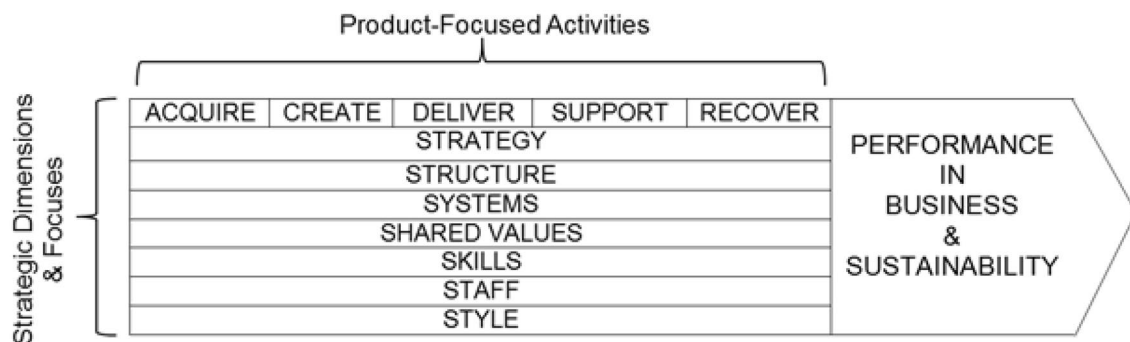 Product-Focused Activities
Strategic Dimensions
& Focuses
ACQUIRE CREATE DELIVER SUPPORT RECOVER
STRATEGY
STRUCTURE
SYSTEMS
SHARED VALUES
SKILLS
STAFF
STYLE
PERFORMANCE
IN
BUSINESS
&
SUSTAINABILITY